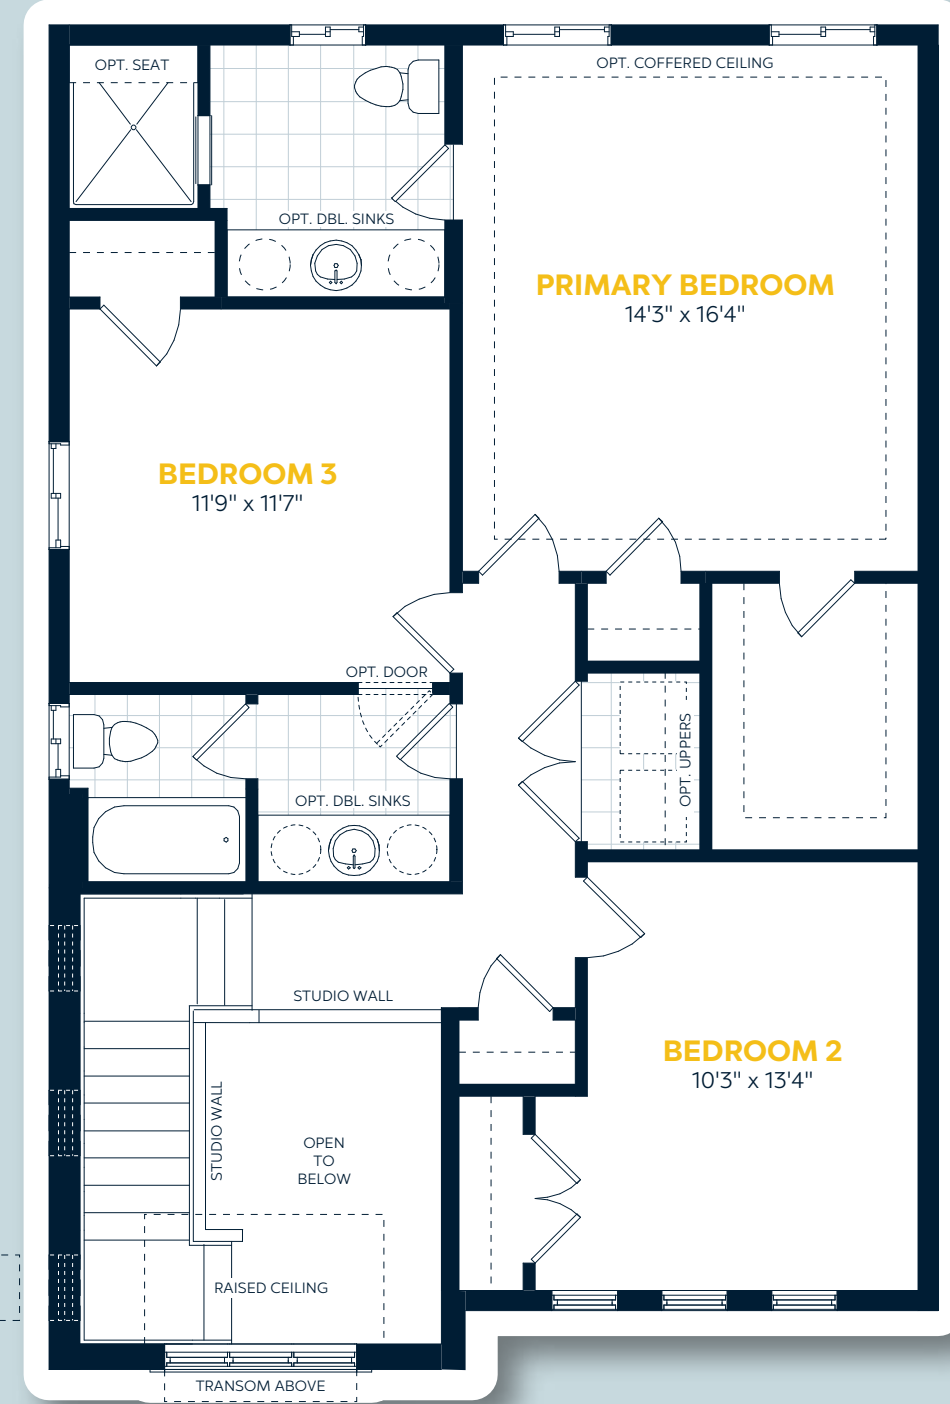 OPT. SEAT
OPT. COFFERED CEILING
OPT. DBL. SINKS
PRIMARY BEDROOM
14'3" x 16'4"
BEDROOM 3
11'9" x 11'7"
OPT. DOOR
OPT. UPPERS
OPT. DBL. SINKS
STUDIO WALL
BEDROOM 2
10'3" x 13'4"
STUDIO WALL
OPEN
TO
BELOW
RAISED CEILING
TRANSOM ABOVE